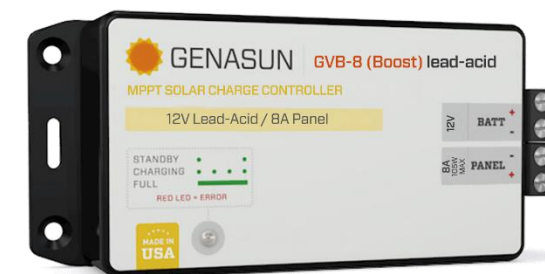 GENASUN GVB-8 (Boost) lead-acid
MPPT SOLAR CHARGE CONTROLLER
12V Lead-Acid / 8A Panel
12V BATT + -
STANDBY
CHARGING
FULL
8A 105W MAX PANEL - +
RED LED = ERROR
MADE IN
USA